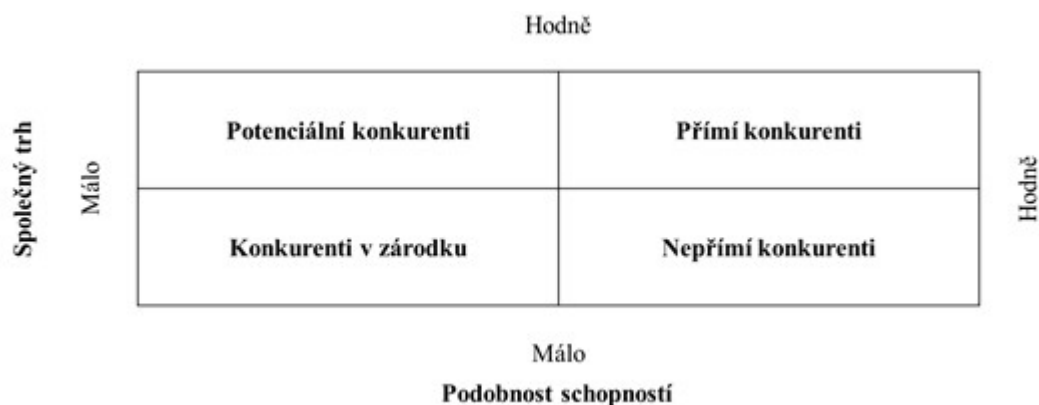 Hodně
Potenciální konkurenti
Přímí konkurenti
Společný trh
Málo
Hodně
Konkurenti v zárodku
Nepřímí konkurenti
Málo
Podobnost schopností